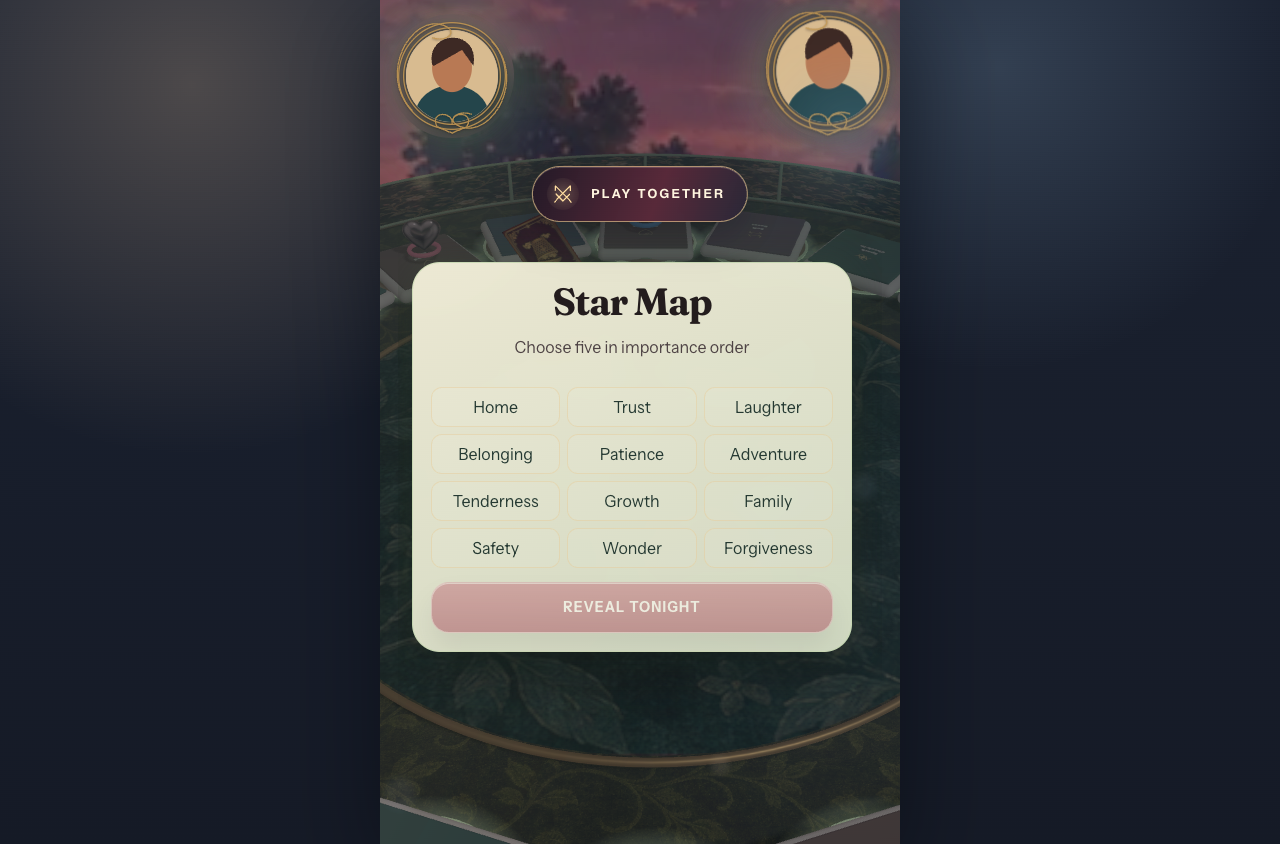 PLAY TOGETHER
Star Map
Choose five in importance order
Home Trust Laughter
Belonging Patience Adventure
Tenderness Growth Family
Safety Wonder Forgiveness
REVEAL TONIGHT